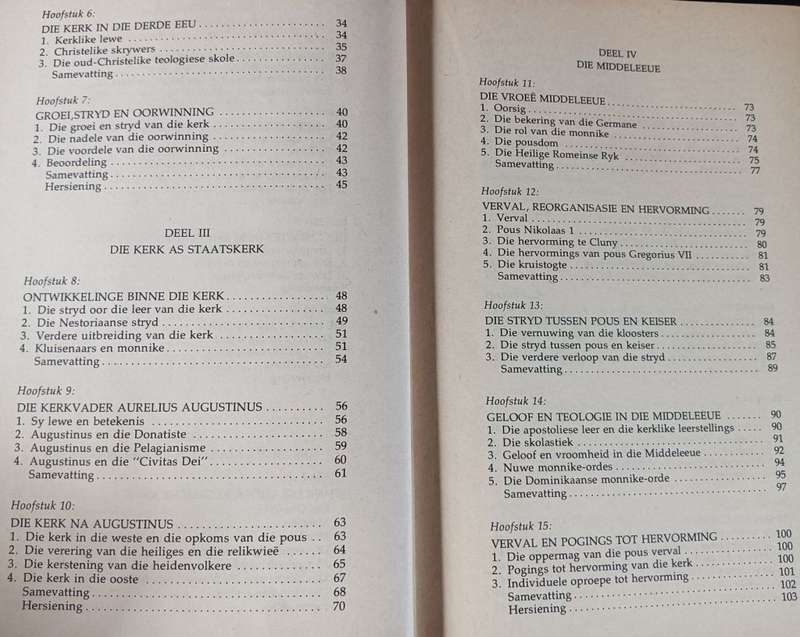 Hoofstuk 6:
DIE KERK IN DIE DERDE EEU 34
1. Kerklike lewe 34
2. Christelike skrywers 35
3. Die oud-Christelike teologiese skole 37
Samevatting 38
Hoofstuk 7:
GROEI, STRYD EN OORWINNING 40
1. Die groei en stryd van die kerk 40
2. Die nadele van die oorwinning 42
3. Die voordele van die oorwinning 42
4. Beoordeling 43
Samevatting 43
Hersiening 45
DEEL III
DIE KERK AS STAATSKERK
Hoofstuk 8:
ONTWIKKELINGE BINNE DIE KERK 48
1. Die stryd oor die leer van die kerk 48
2. Die Nestoriaanse stryd 49
3. Verdere uitbreiding van die kerk 51
4. Kluisenaars en monnike 51
Samevatting 54
Hoofstuk 9:
DIE KERKVADER AURELIUS AUGUSTINUS 56
1. Sy lewe en betekenis 56
2. Augustinus en die Donatiste 58
3. Augustinus en die Pelagianisme 59
4. Augustinus en die "Civitas Dei" 60
Samevatting 61
Hoofstuk 10:
DIE KERK NA AUGUSTINUS 63
1. Die kerk in die weste en die opkoms van die pous 63
2. Die verering van die heiliges en die relikwieë 64
3. Die kerstening van die heidenvolkere 65
4. Die kerk in die ooste 67
Samevatting 68
Hersiening 70
DEEL IV
DIE MIDDELEEUE
Hoofstuk 11:
DIE VROEË MIDDELEEUE 73
1. Oorsig 73
2. Die bekering van die Germane 73
3. Die rol van die monnike 74
4. Die pousdom 74
5. Die Heilige Romeinse Ryk 75
Samevatting 77
Hoofstuk 12:
VERVAL, REORGANISASIE EN HERVORMING 79
1. Verval 79
2. Pous Nikolaas 1 79
3. Die hervorming te Cluny 80
4. Die hervormings van pous Gregorius VII 81
5. Die kruistogte 81
Samevatting 83
Hoofstuk 13:
DIE STRYD TUSSEN POUS EN KEISER 84
1. Die vernuwing van die kloosters 84
2. Die stryd tussen pous en keiser 85
3. Die verdere verloop van die stryd 87
Samevatting 89
Hoofstuk 14:
GELOOF EN TEOLOGIE IN DIE MIDDELEEUE 90
1. Die apostoliese leer en die kerklike leerstellings 90
2. Die skolastiek 91
3. Geloof en vroomheid in die Middeleeue 92
4. Nuwe monnike-ordes 94
5. Die Dominikaanse monnike-orde 95
Samevatting 97
Hoofstuk 15:
VERVAL EN POGINGS TOT HERVORMING 100
1. Die oppermag van die pous verval 100
2. Pogings tot hervorming van die kerk 100
3. Individuele oproepe tot hervorming 101
Samevatting 102
Hersiening 103